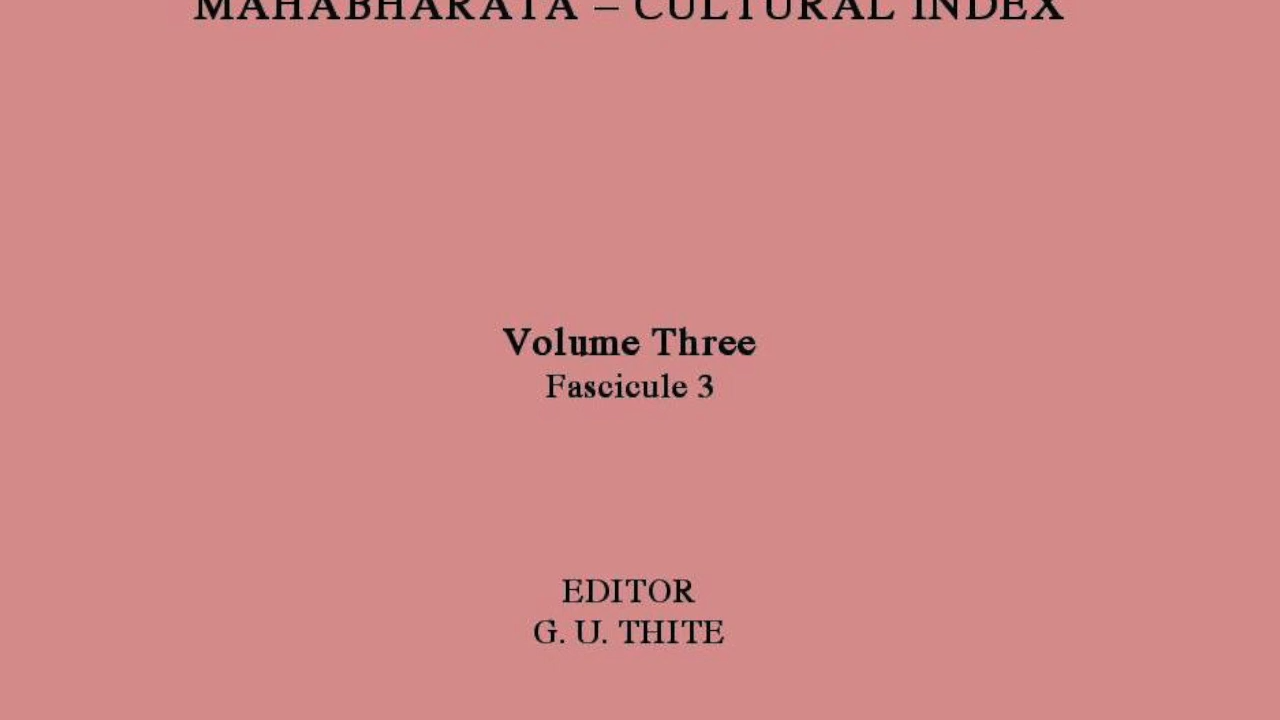 MAHABHARATA – CULTURAL INDEX
Volume Three
Fascicule 3
EDITOR
G. U. THITE